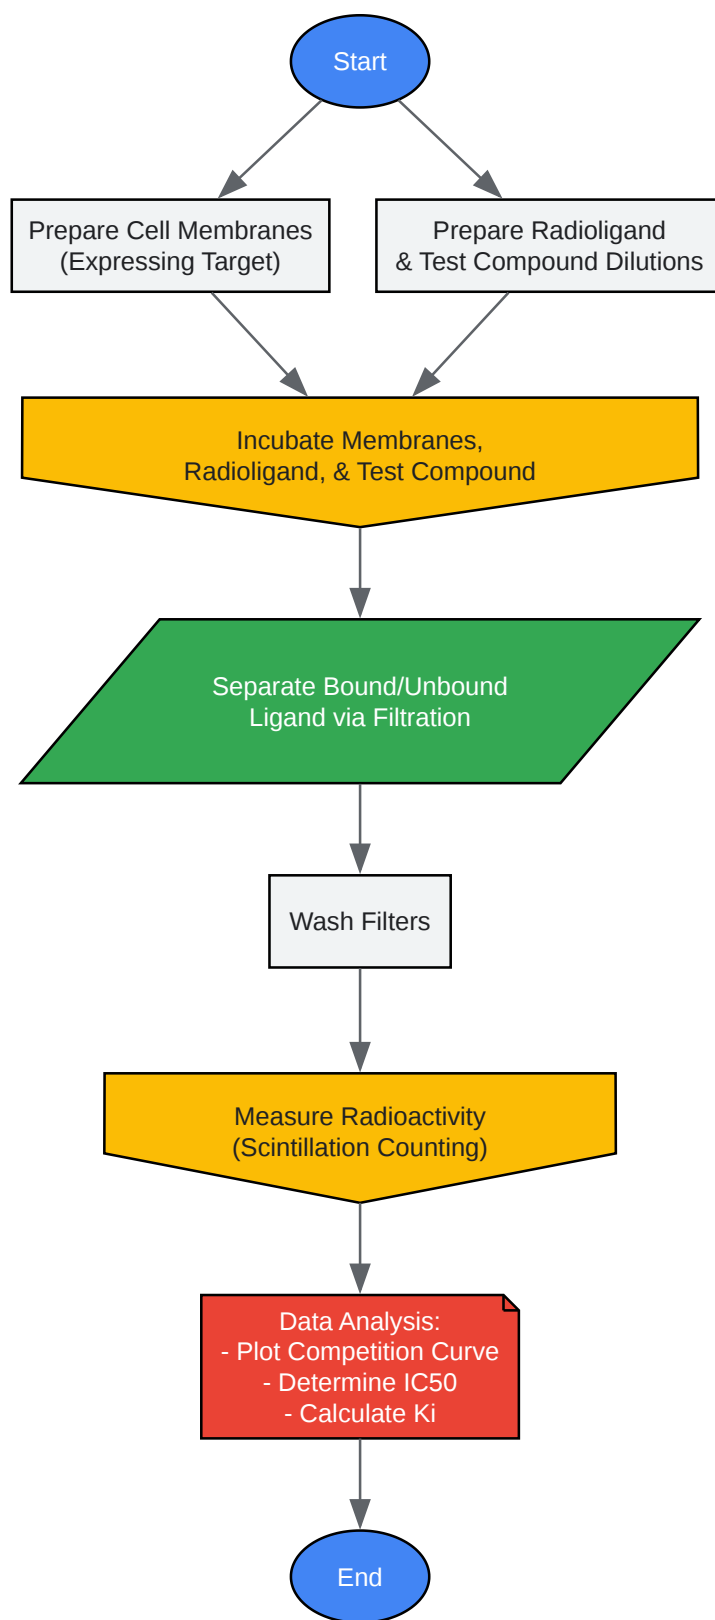 Start
Prepare Cell Membranes
(Expressing Target)
Prepare Radioligand
& Test Compound Dilutions
Incubate Membranes,
Radioligand, & Test Compound
Separate Bound/Unbound
Ligand via Filtration
Wash Filters
Measure Radioactivity
(Scintillation Counting)
Data Analysis:
- Plot Competition Curve
- Determine IC50
- Calculate Ki
End